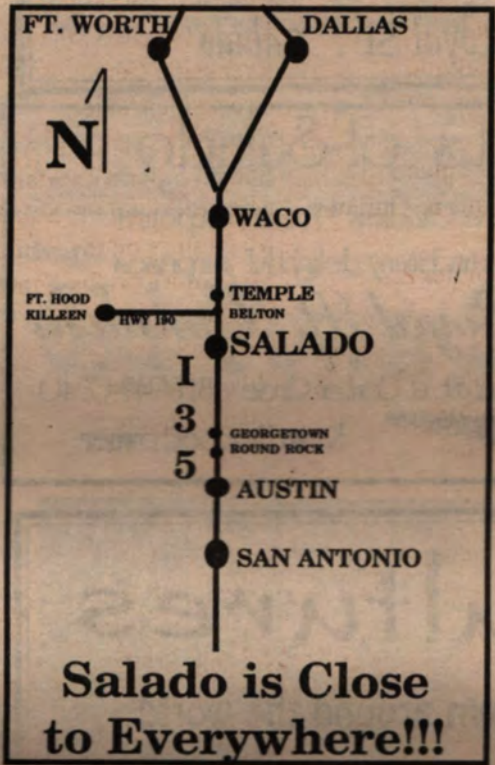 FT. WORTH
DALLAS
N
WACO
TEMPLE
FT. HOOD
KILLEEN
BELTON
HWY 190
SALADO
I
3
5
GEORGETOWN
ROUND ROCK
AUSTIN
SAN ANTONIO
Salado is Close
to Everywhere!!!